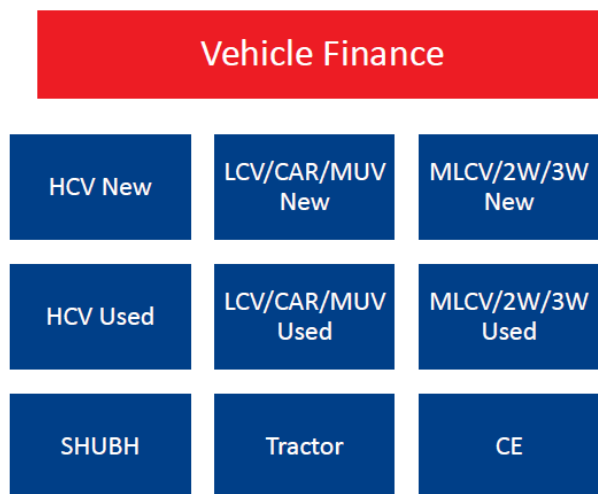 Vehicle Finance
HCV New
LCV/CAR/MUV
New
MLCV/2W/3W
New
HCV Used
LCV/CAR/MUV
Used
MLCV/2W/3W
Used
SHUBH
Tractor
CE